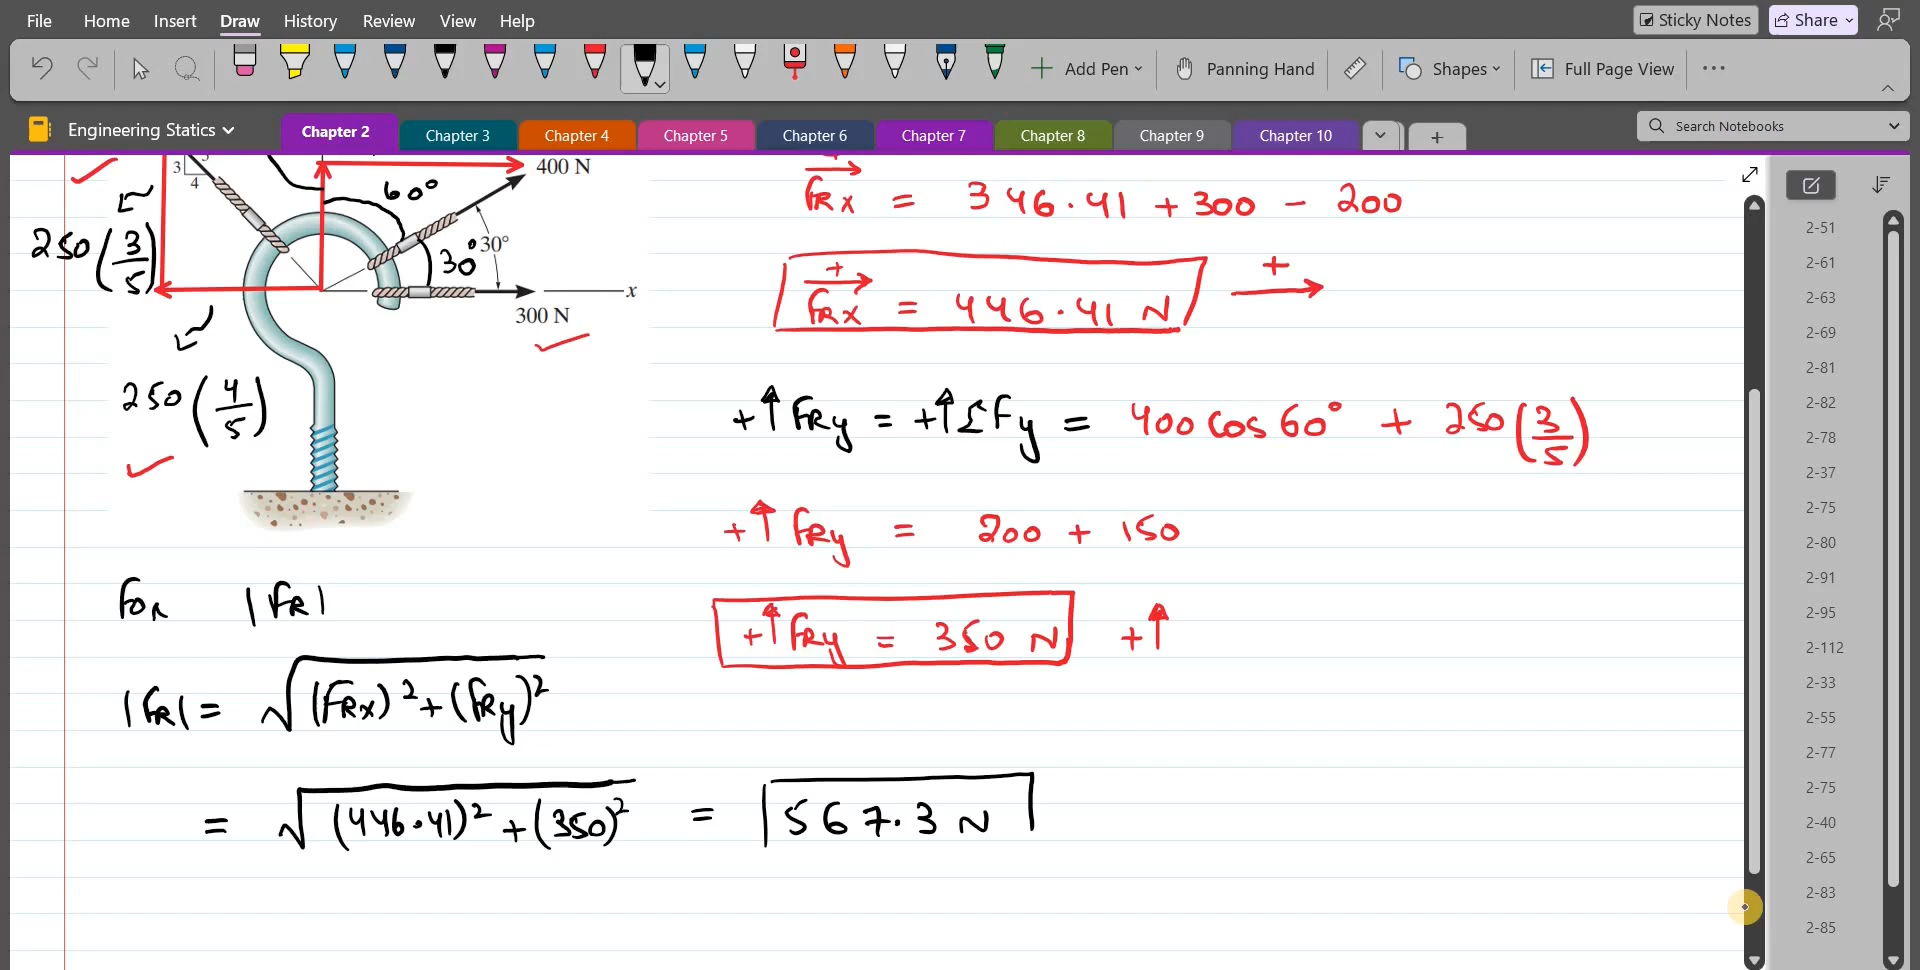 File Home Insert Draw History Review View Help Sticky Notes Share
Add Pen Panning Hand Shapes Full Page View
Engineering Statics Chapter 2 Chapter 3 Chapter 4 Chapter 5 Chapter 6 Chapter 7 Chapter 8 Chapter 9 Chapter 10 + Search Notebooks
3
4
400 N
60°
250 (3/5)
30° 30°
x
300 N
250 (4/5)
FRx = 346.41 + 300 - 200
+→ FRx = 446.41 N +→
+↑ FRy = +↑ΣFy = 400 cos 60° + 250 (3/5)
+↑ FRy = 200 + 150
+↑ FRy = 350 N +↑
For |FR|
|FR| = √(FRx)² + (FRy)²
= √(446.41)² + (350)² = 567.3 N
2-51
2-61
2-63
2-69
2-81
2-82
2-78
2-37
2-75
2-80
2-91
2-95
2-112
2-33
2-55
2-77
2-75
2-40
2-65
2-83
2-85